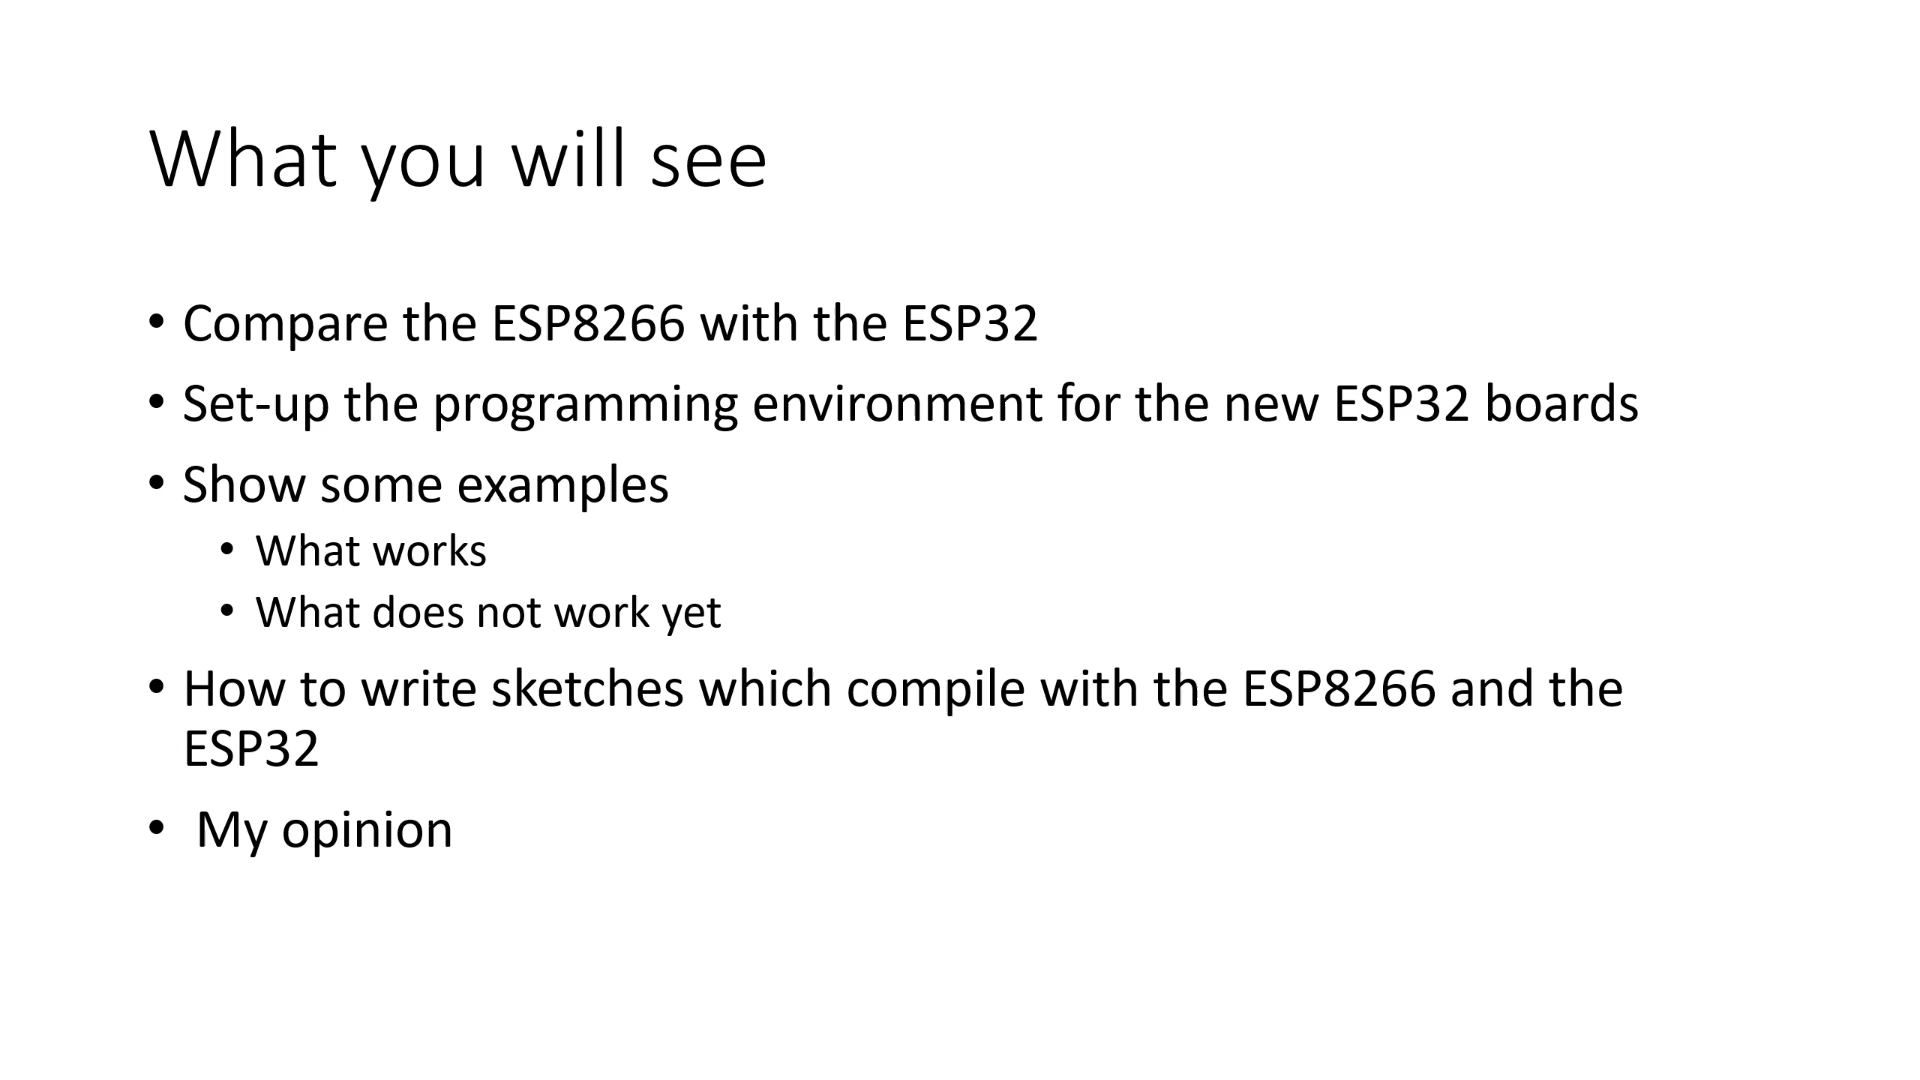 What you will see
• Compare the ESP8266 with the ESP32
• Set-up the programming environment for the new ESP32 boards
• Show some examples
• What works
• What does not work yet
• How to write sketches which compile with the ESP8266 and the
ESP32
• My opinion